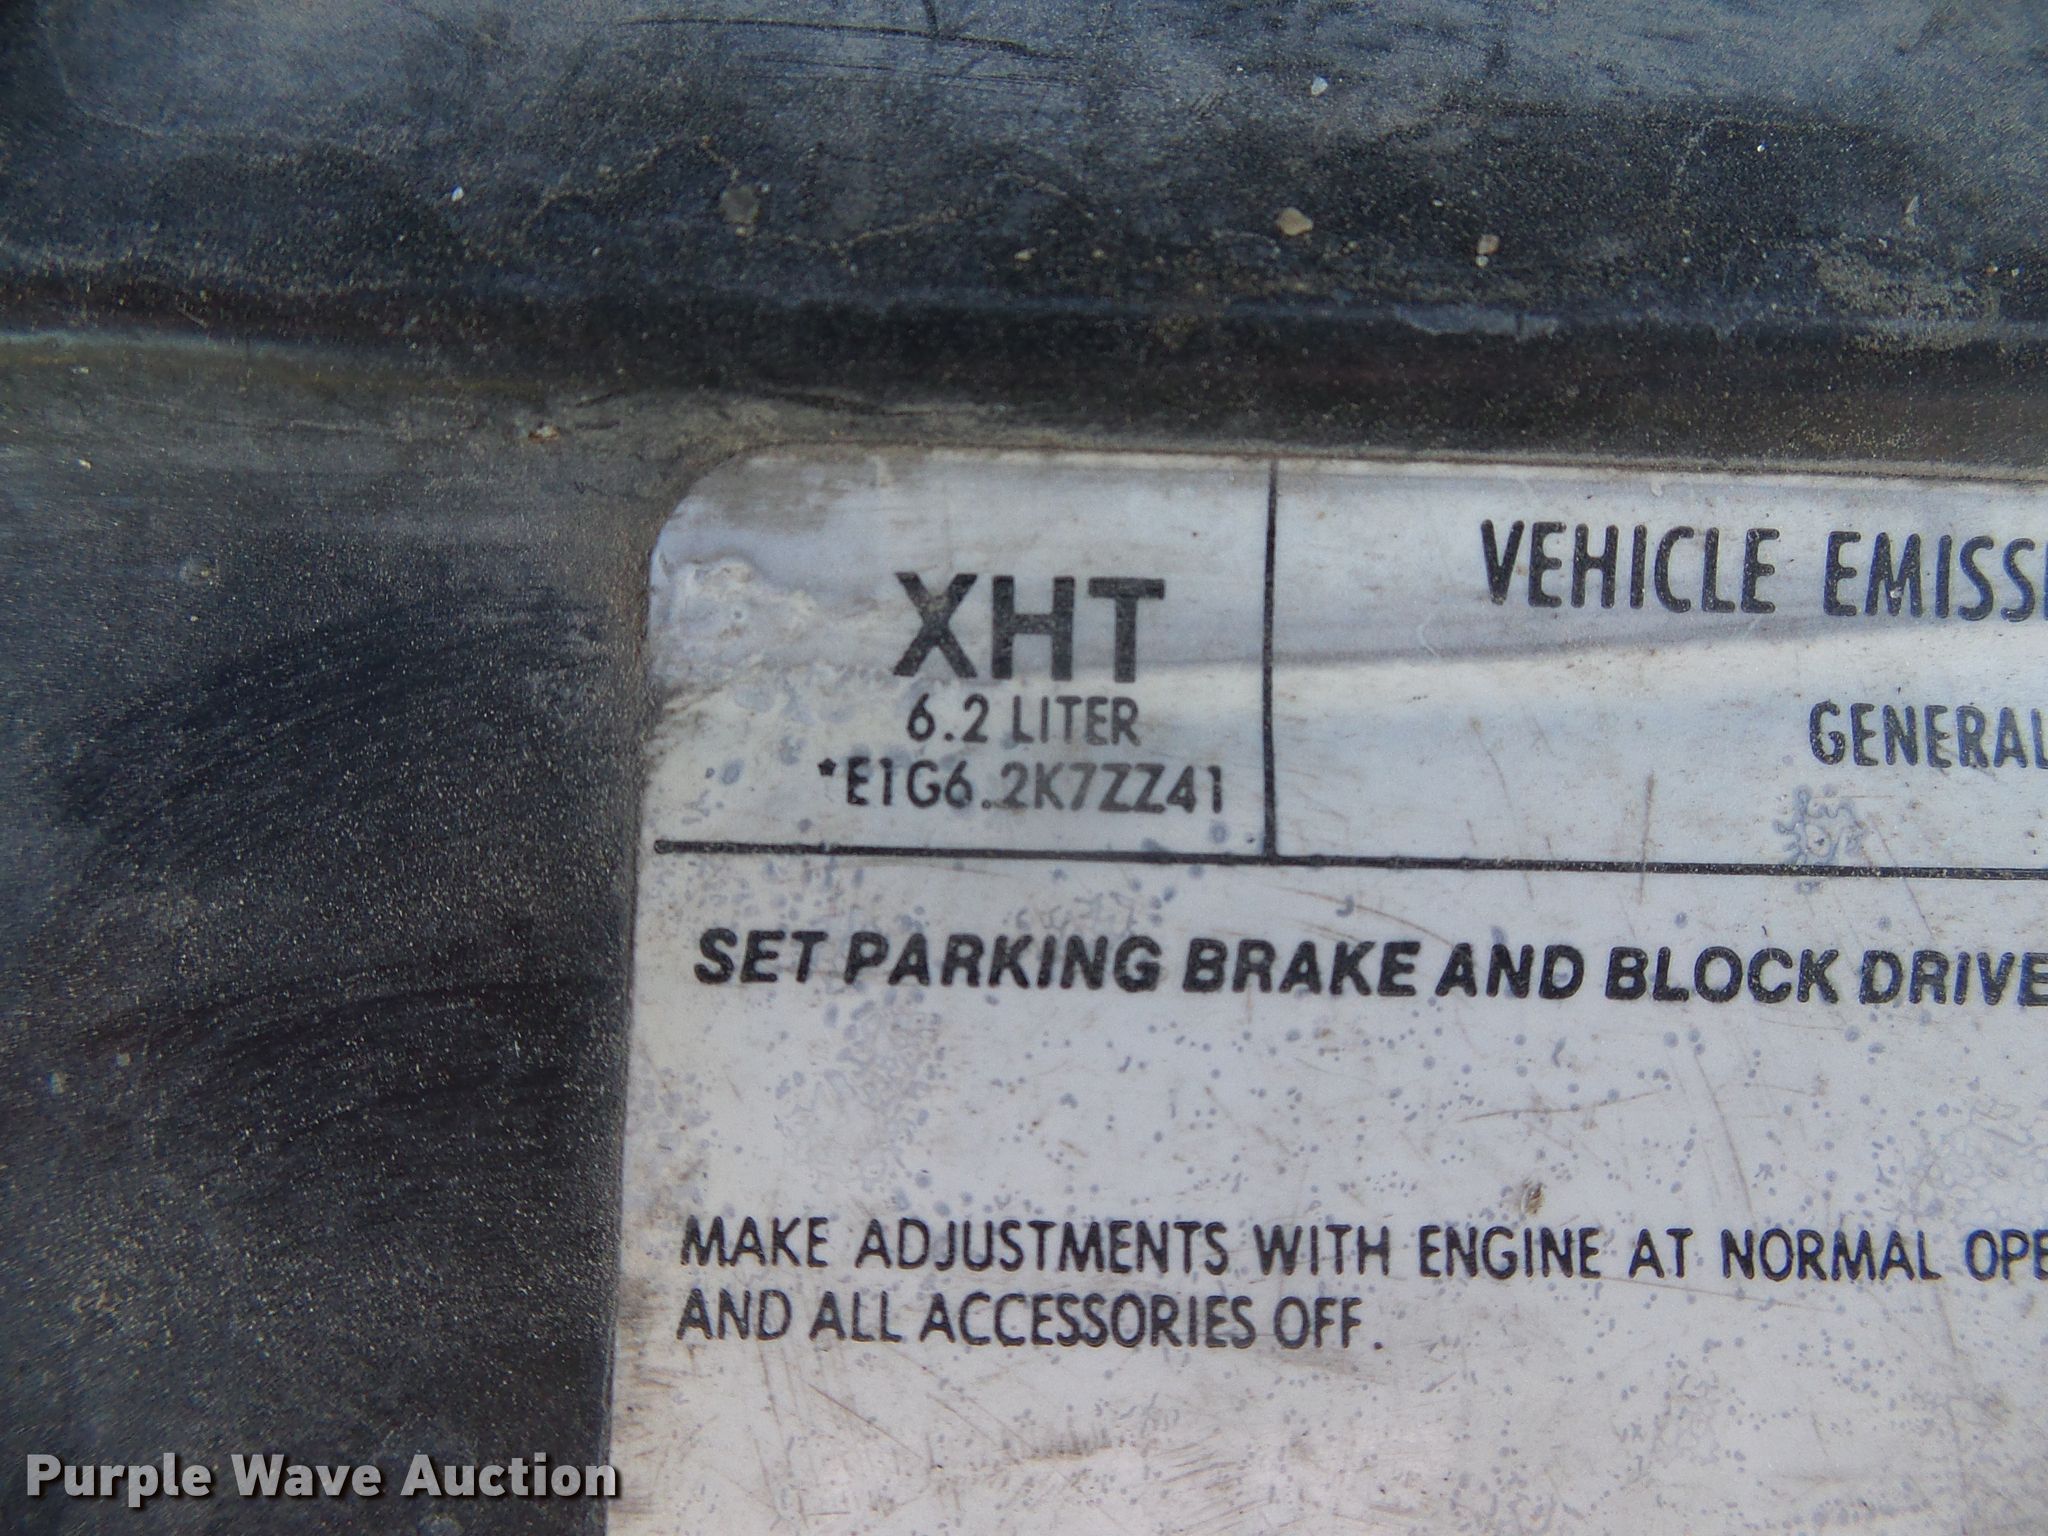 XHT
6.2 LITER
*E1G6.2K7ZZ41
VEHICLE EMISSI
GENERAL
SET PARKING BRAKE AND BLOCK DRIVE
MAKE ADJUSTMENTS WITH ENGINE AT NORMAL OPE
AND ALL ACCESSORIES OFF.
Purple Wave Auction